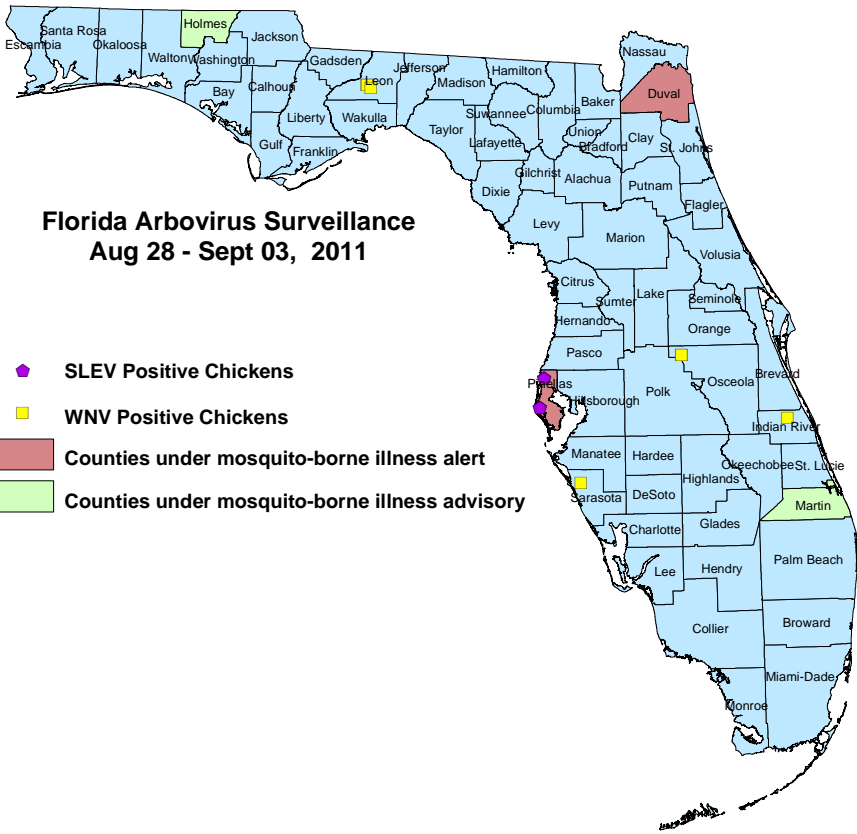 Holmes
Santa Rosa
Jackson
Escambia
Okaloosa
Walton
Washington
Gadsden
Jefferson
Hamilton
Nassau
Bay
Calhoun
Leon
Madison
Duval
Liberty
Wakulla
Suwannee
Columbia
Baker
Gulf
Franklin
Taylor
Lafayette
Union
Bradford
Clay
St. Johns
Gilchrist
Alachua
Dixie
Putnam
Flagler
Levy
Marion
Florida Arbovirus Surveillance
Aug 28 - Sept 03, 2011
Volusia
Citrus
Sumter
Lake
Seminole
Hernando
Orange
Pasco
SLEV Positive Chickens
Pinellas
Polk
Osceola
Brevard
Hillsborough
WNV Positive Chickens
Indian River
Counties under mosquito-borne illness alert
Manatee
Hardee
Highlands
Okeechobee
St. Lucie
Counties under mosquito-borne illness advisory
Sarasota
DeSoto
Martin
Charlotte
Glades
Lee
Hendry
Palm Beach
Collier
Broward
Miami-Dade
Monroe